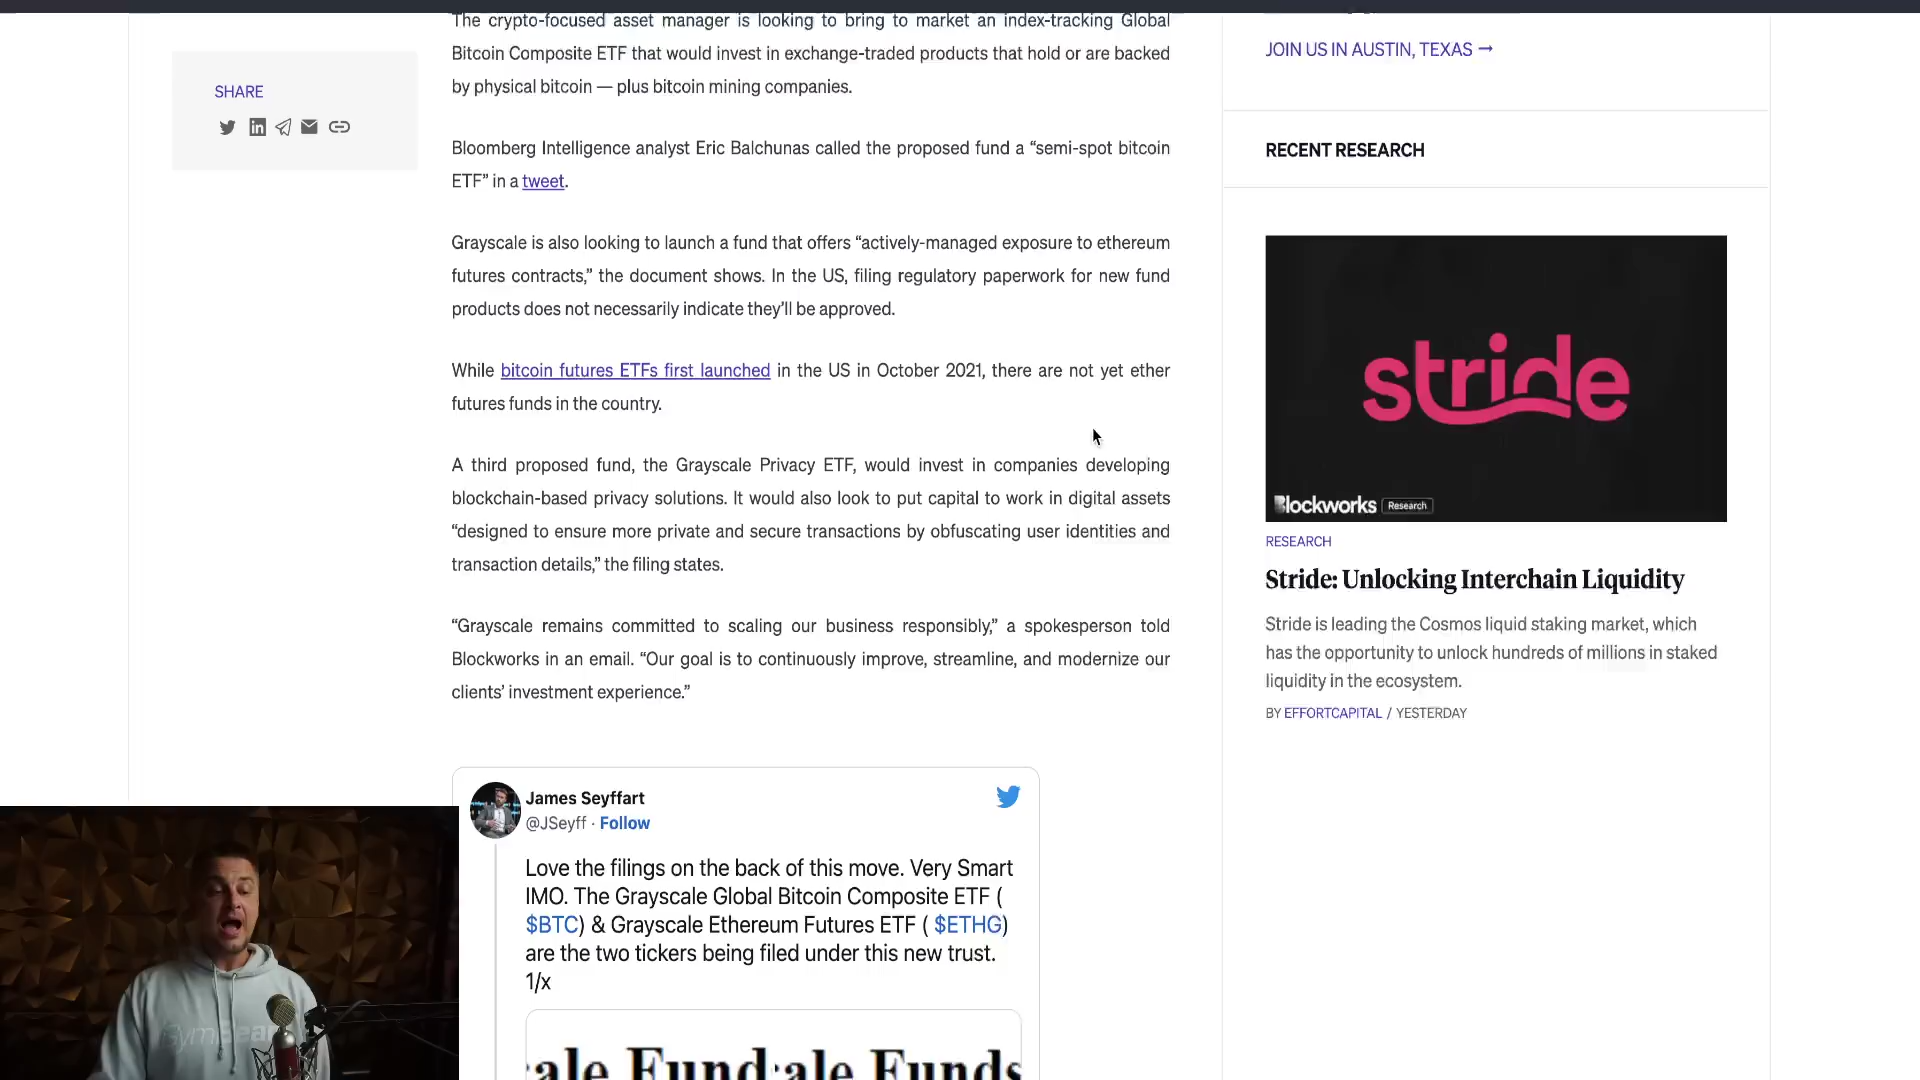 The crypto-focused asset manager is looking to bring to market an index-tracking Global
Bitcoin Composite ETF that would invest in exchange-traded products that hold or are backed
by physical bitcoin — plus bitcoin mining companies.
SHARE
Bloomberg Intelligence analyst Eric Balchunas called the proposed fund a “semi-spot bitcoin
ETF” in a tweet.
Grayscale is also looking to launch a fund that offers “actively-managed exposure to ethereum
futures contracts,” the document shows. In the US, filing regulatory paperwork for new fund
products does not necessarily indicate they’ll be approved.
While bitcoin futures ETFs first launched in the US in October 2021, there are not yet ether
futures funds in the country.
A third proposed fund, the Grayscale Privacy ETF, would invest in companies developing
blockchain-based privacy solutions. It would also look to put capital to work in digital assets
“designed to ensure more private and secure transactions by obfuscating user identities and
transaction details,” the filing states.
“Grayscale remains committed to scaling our business responsibly,” a spokesperson told
Blockworks in an email. “Our goal is to continuously improve, streamline, and modernize our
clients’ investment experience.”
James Seyffart
@JSeyff · Follow
Love the filings on the back of this move. Very Smart
IMO. The Grayscale Global Bitcoin Composite ETF (
$BTC) & Grayscale Ethereum Futures ETF ( $ETHG)
are the two tickers being filed under this new trust.
1/x
ale Fund
ale Funds
JOIN US IN AUSTIN, TEXAS →
RECENT RESEARCH
stride
Blockworks Research
RESEARCH
Stride: Unlocking Interchain Liquidity
Stride is leading the Cosmos liquid staking market, which
has the opportunity to unlock hundreds of millions in staked
liquidity in the ecosystem.
BY EFFORTCAPITAL / YESTERDAY